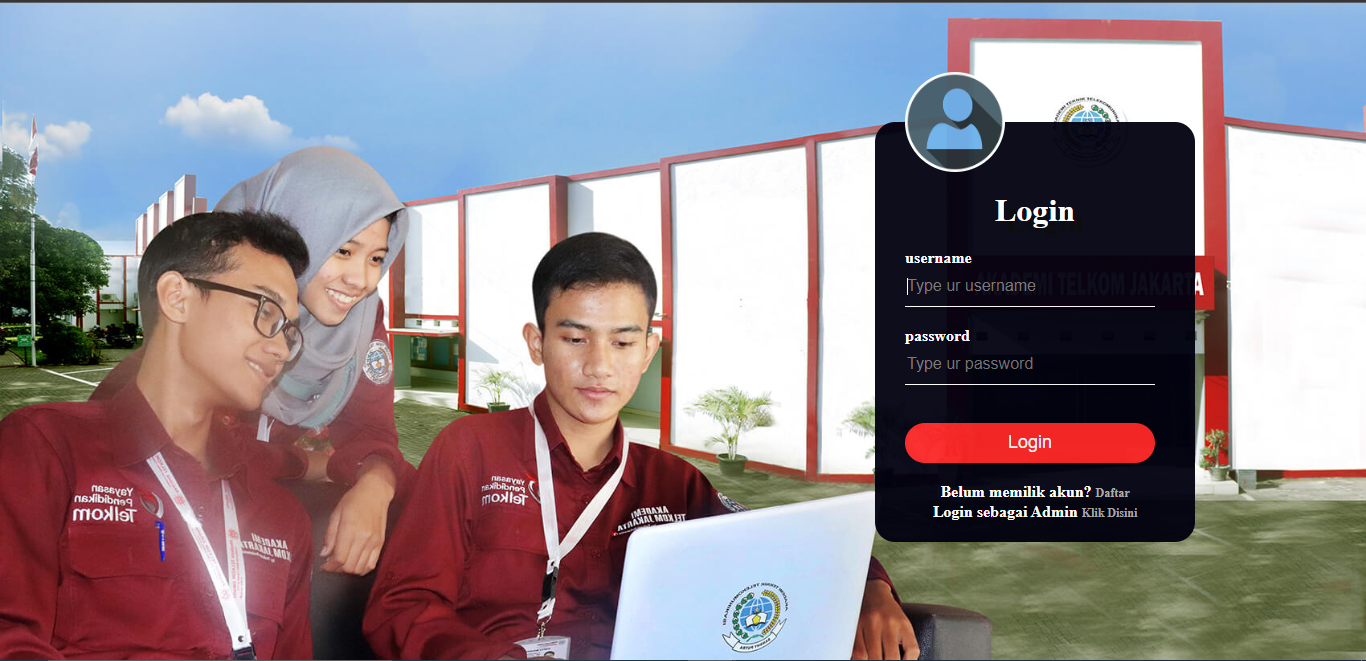 Login
username
Type ur username
AKADEMI TELKOM JAKARTA
password
Type ur password
Login
Belum memilik akun? Daftar
Login sebagai Admin Klik Disini
Yayasan
Pendidikan
Telkom
AKADEMI
KOM JAKARTA
Yayasan
Pendidikan
Telkom
AKADEMI
TELKOM JAKARTA